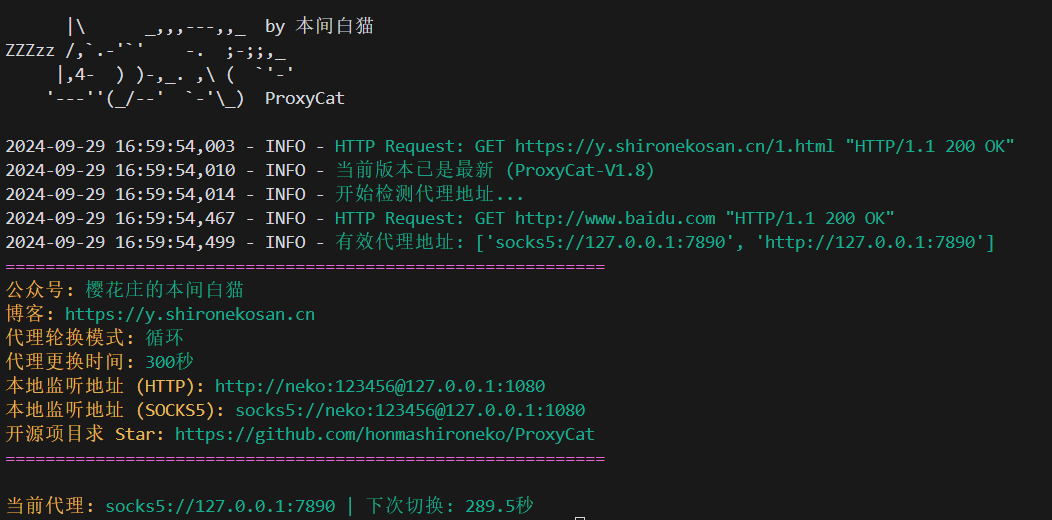 |\      _,,,---,,_  by 本间白猫
ZZZzz /,`.-'`'    -.  ;-;;,_
     |,4-  ) )-,_. ,\ (  `'-'
    '---''(_/--'  `-'\_)  ProxyCat
2024-09-29 16:59:54,003 - INFO - HTTP Request: GET https://y.shironekosan.cn/1.html "HTTP/1.1 200 OK"
2024-09-29 16:59:54,010 - INFO - 当前版本已是最新 (ProxyCat-V1.8)
2024-09-29 16:59:54,014 - INFO - 开始检测代理地址...
2024-09-29 16:59:54,467 - INFO - HTTP Request: GET http://www.baidu.com "HTTP/1.1 200 OK"
2024-09-29 16:59:54,499 - INFO - 有效代理地址: ['socks5://127.0.0.1:7890', 'http://127.0.0.1:7890']
============================================================
公众号: 樱花庄的本间白猫
博客: https://y.shironekosan.cn
代理轮换模式: 循环
代理更换时间: 300秒
本地监听地址 (HTTP): http://neko:123456@127.0.0.1:1080
本地监听地址 (SOCKS5): socks5://neko:123456@127.0.0.1:1080
开源项目求 Star: https://github.com/honmashironeko/ProxyCat
============================================================
当前代理: socks5://127.0.0.1:7890 | 下次切换: 289.5秒